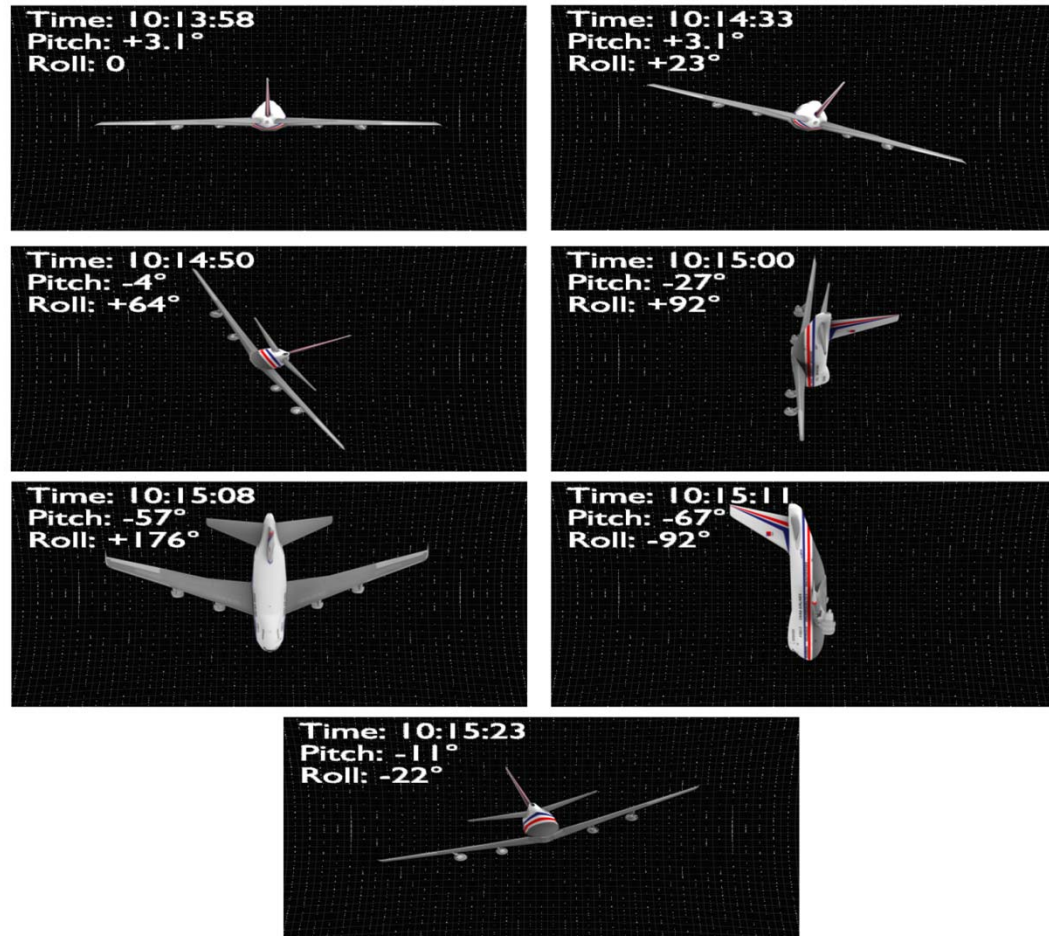 Time: 10:13:58
Pitch: +3.1°
Roll: 0
Time: 10:14:33
Pitch: +3.1°
Roll: +23°
Time: 10:14:50
Pitch: -4°
Roll: +64°
Time: 10:15:00
Pitch: -27°
Roll: +92°
Time: 10:15:08
Pitch: -57°
Roll: +176°
Time: 10:15:11
Pitch: -67°
Roll: -92°
Time: 10:15:23
Pitch: -11°
Roll: -22°